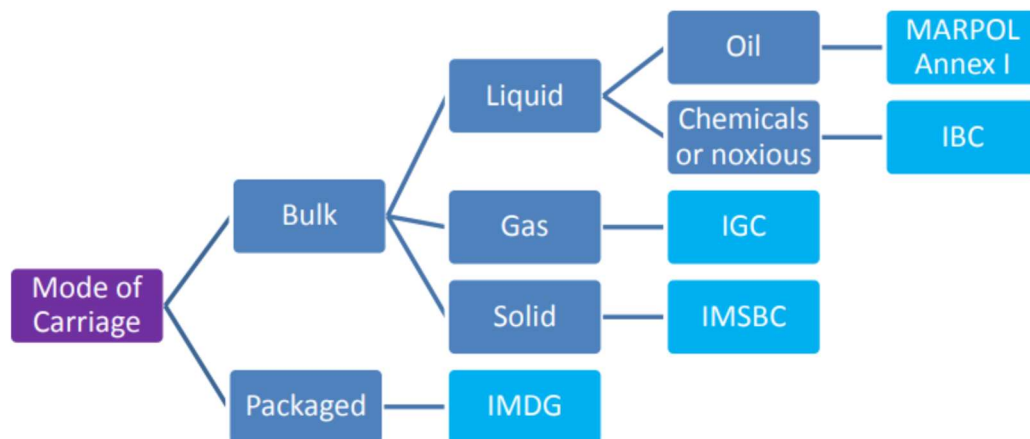 Mode of
Carriage
Bulk
Packaged
Liquid
Gas
Solid
IMDG
Oil
Chemicals
or noxious
IGC
IMSBC
MARPOL
Annex I
IBC